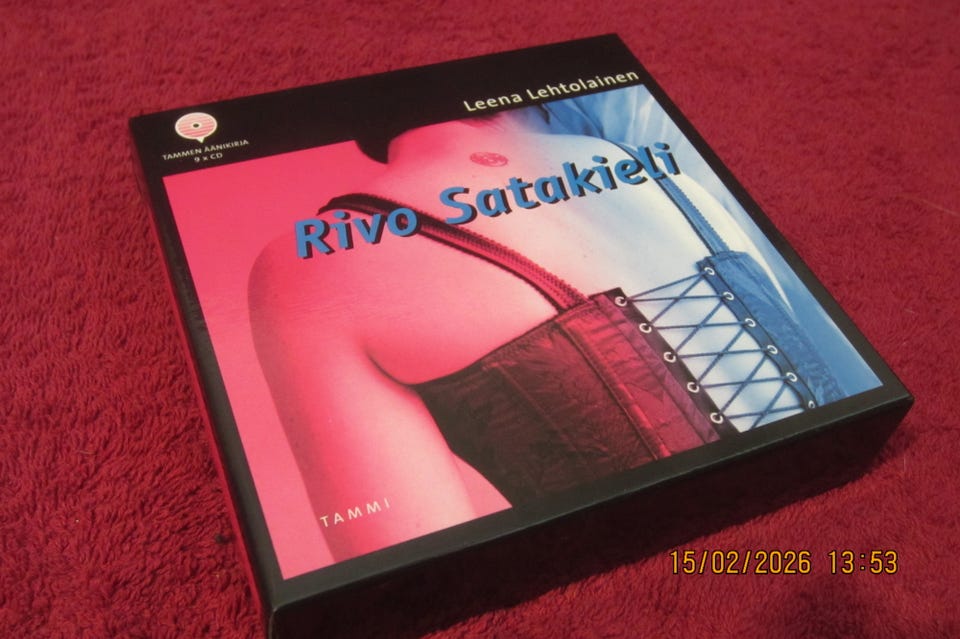 Leena Lehtolainen
TAMMEN ÄÄNIKIRJA
9 x CD
Rivo Satakieli
TAMMI
15/02/2026 13:53